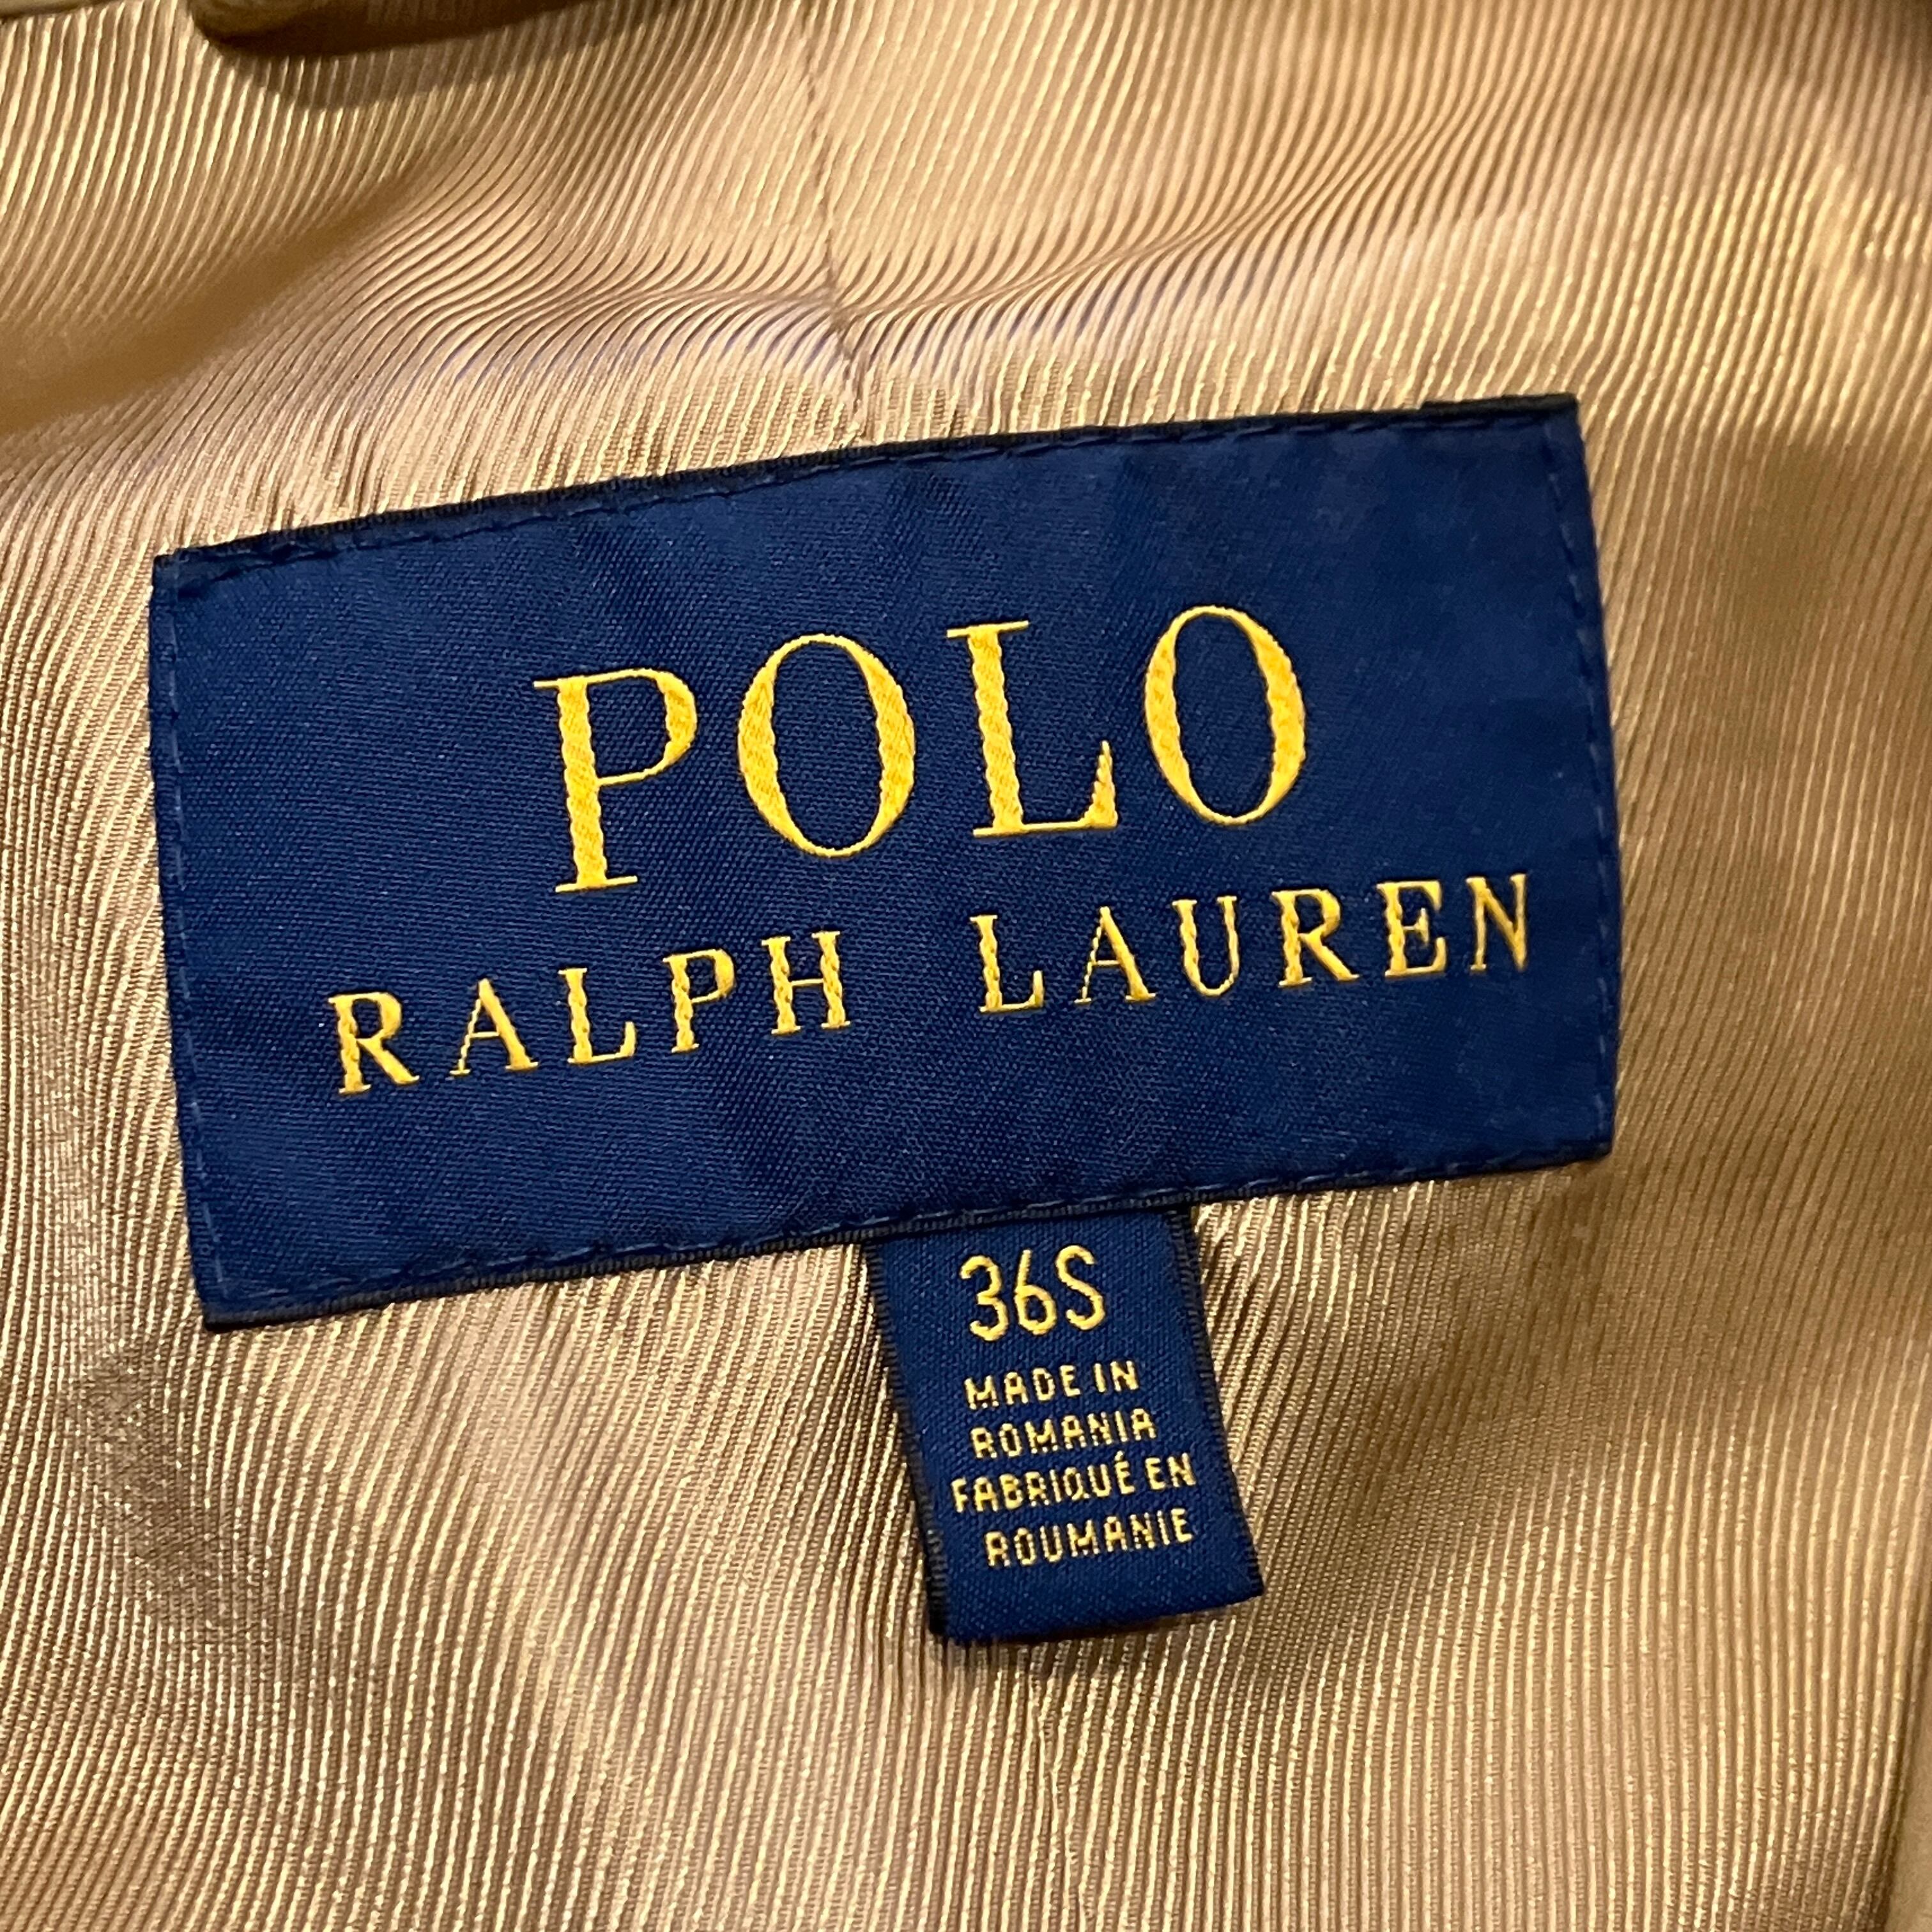 POLO
RALPH LAUREN
36S
MADE IN
ROMANIA
FABRIQUÉ EN
ROUMANIE